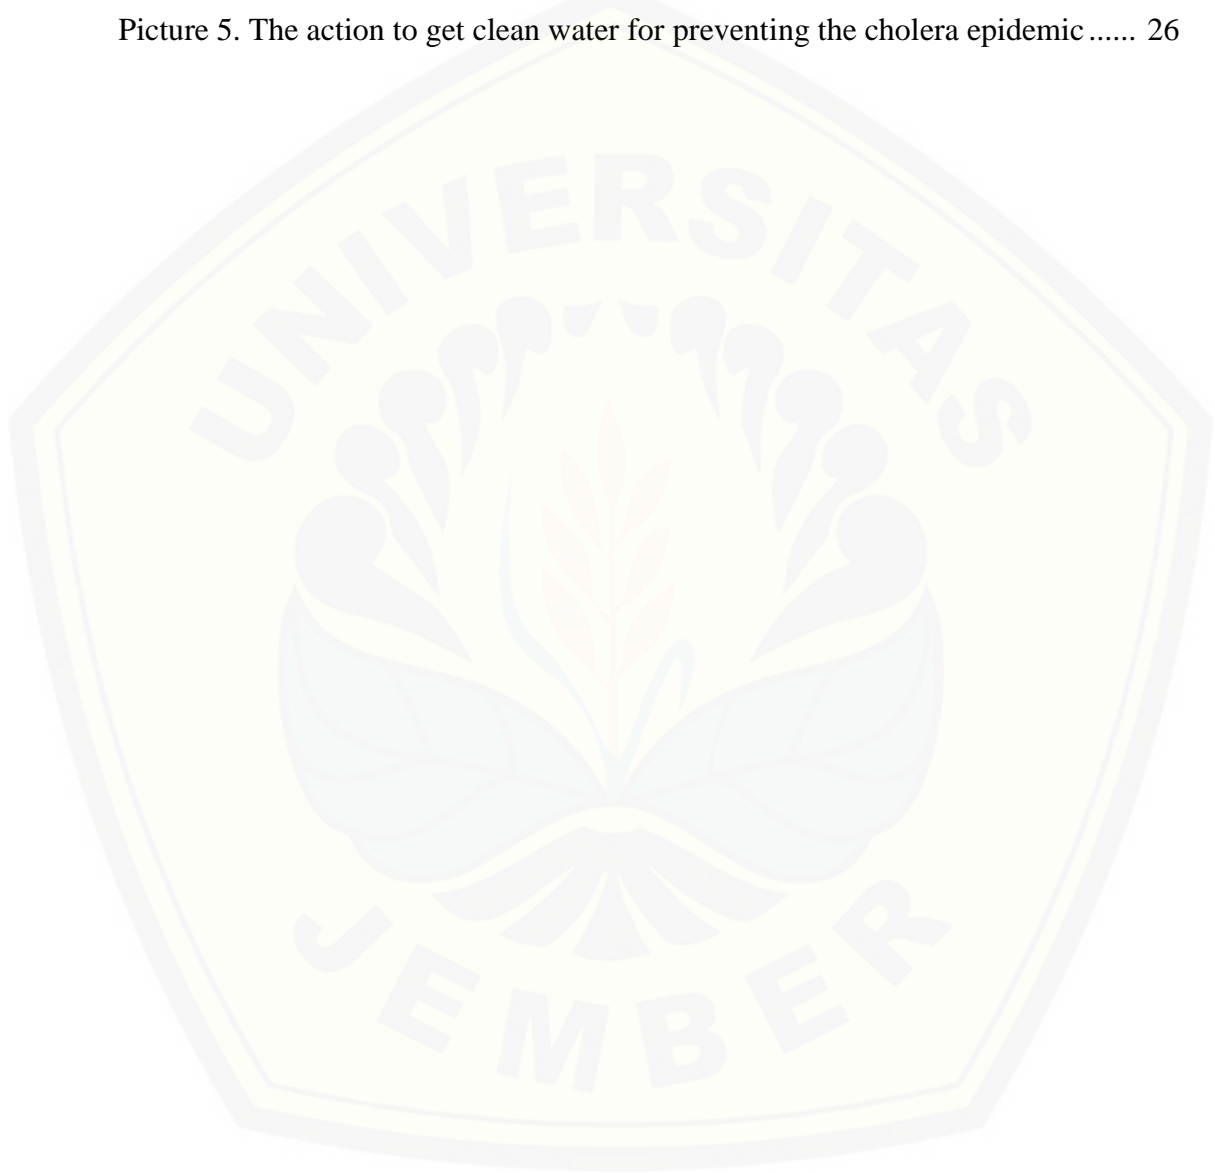 Picture 5. The action to get clean water for preventing the cholera epidemic ...... 26
UNIVERSITAS
JEMBER